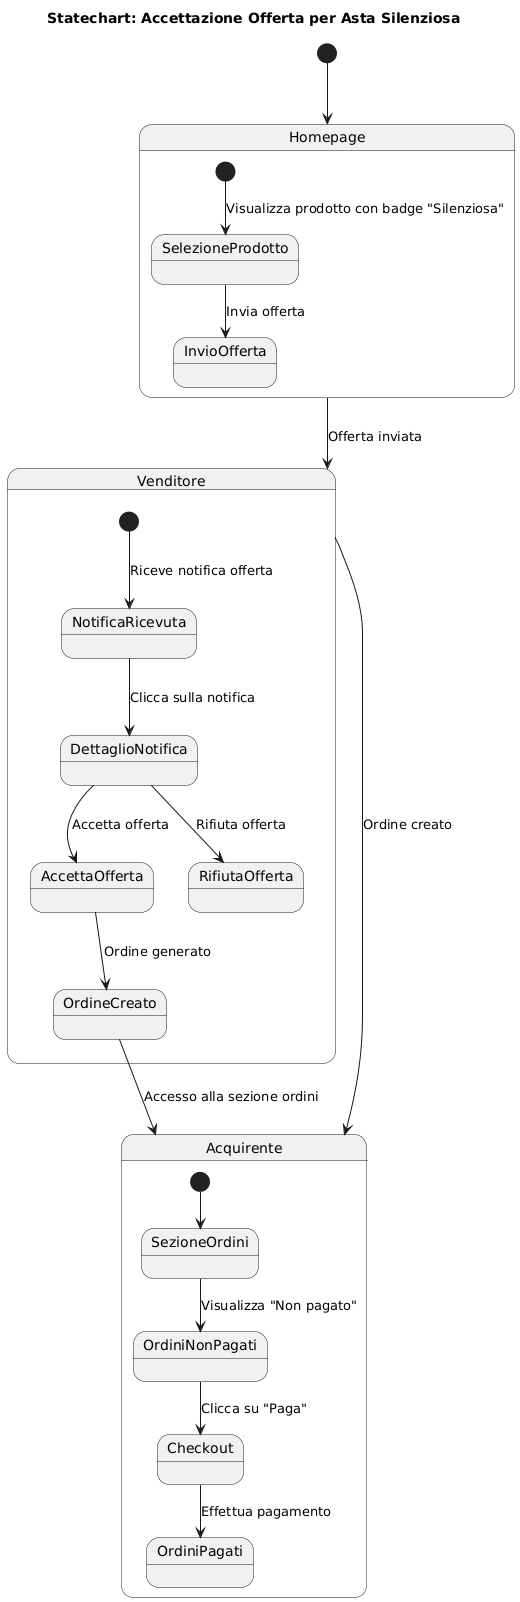 Statechart: Accettazione Offerta per Asta Silenziosa
Homepage
Visualizza prodotto con badge "Silenziosa"
SelezioneProdotto
Invia offerta
InvioOfferta
Offerta inviata
Venditore
Riceve notifica offerta
NotificaRicevuta
Clicca sulla notifica
DettaglioNotifica
Accetta offerta
Rifiuta offerta
Ordine creato
AccettaOfferta
RifiutaOfferta
Ordine generato
OrdineCreato
Accesso alla sezione ordini
Acquirente
SezioneOrdini
Visualizza "Non pagato"
OrdiniNonPagati
Clicca su "Paga"
Checkout
Effettua pagamento
OrdiniPagati